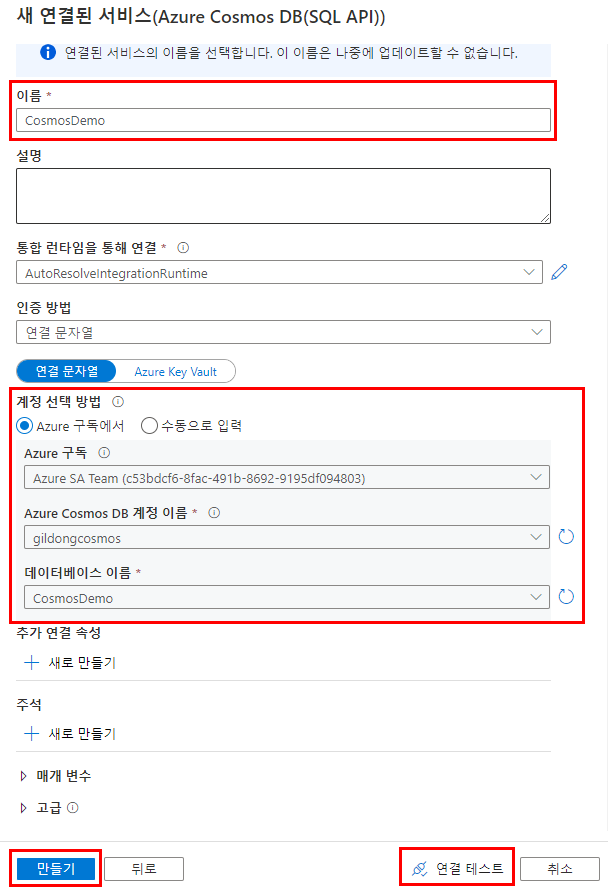 새 연결된 서비스(Azure Cosmos DB(SQL API))
연결된 서비스의 이름을 선택합니다. 이 이름은 나중에 업데이트할 수 없습니다.
이름 *
CosmosDemo
설명
통합 런타임을 통해 연결 *
AutoResolveIntegrationRuntime
인증 방법
연결 문자열
연결 문자열 Azure Key Vault
계정 선택 방법
Azure 구독에서 수동으로 입력
Azure 구독
Azure SA Team (c53bdcf6-8fac-491b-8692-9195df094803)
Azure Cosmos DB 계정 이름 *
gildongcosmos
데이터베이스 이름 *
CosmosDemo
추가 연결 속성
새로 만들기
주석
새로 만들기
매개 변수
고급
만들기 뒤로 연결 테스트 취소